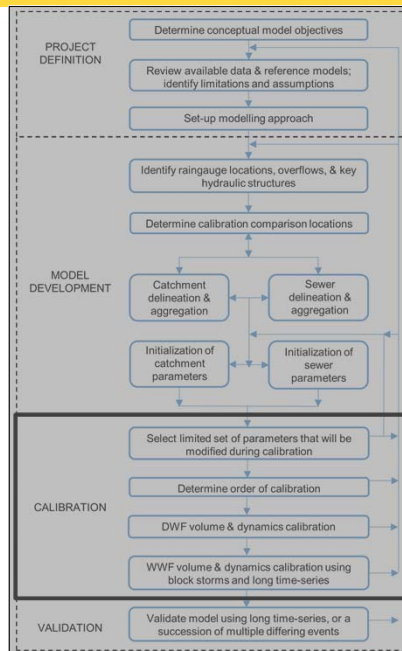 Determine conceptual model objectives
PROJECT
DEFINITION
Review available data & reference models;
identify limitations and assumptions
Set-up modelling approach
Identify raingauge locations, overflows, & key
hydraulic structures
Determine calibration comparison locations
MODEL
DEVELOPMENT
Catchment
delineation &
aggregation
Sewer
delineation &
aggregation
Initialization of
catchment
parameters
Initialization of
sewer
parameters
Select limited set of parameters that will be
modified during calibration
Determine order of calibration
CALIBRATION
DWF volume & dynamics calibration
WWF volume & dynamics calibration using
block storms and long time-series
VALIDATION
Validate model using long time-series, or a
succession of multiple differing events